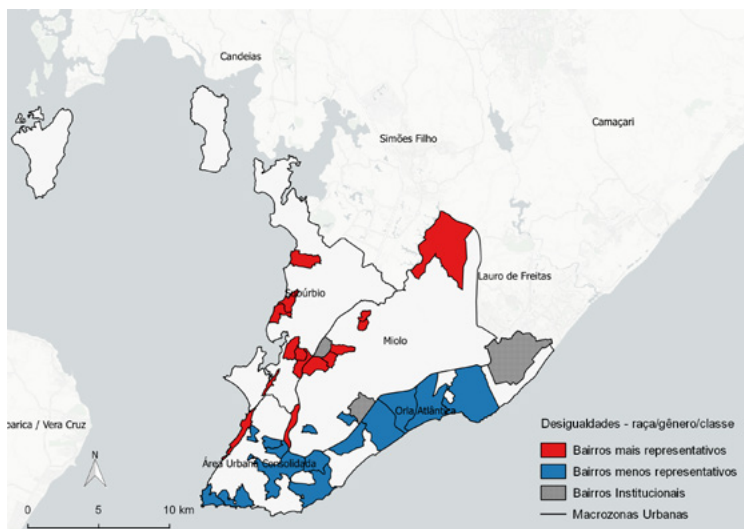 Candeias
Camaçari
Simões Filho
Lauro de Freitas
Subúrbio
Miolo
Orla Atlântica
parica / Vera Cruz
Área Urbana Consolidada
N
0 5 10 km
Desigualdades - raça/gênero/classe
Bairros mais representativos
Bairros menos representativos
Bairros Institucionais
Macrozonas Urbanas